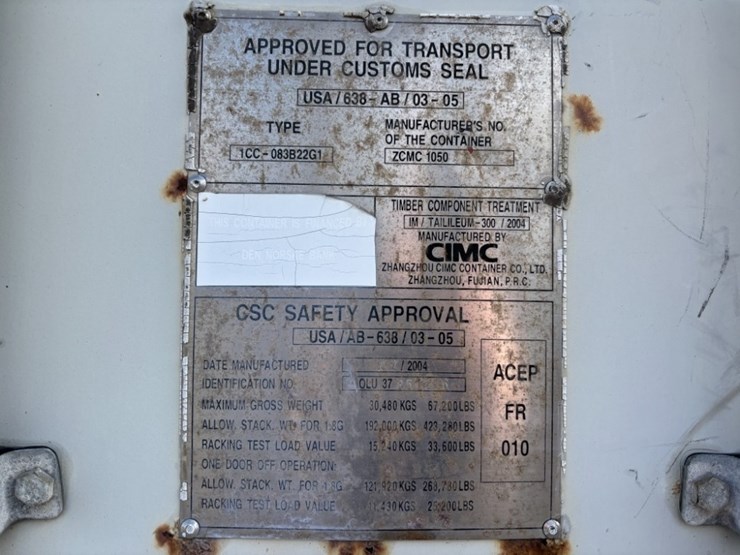 APPROVED FOR TRANSPORT
UNDER CUSTOMS SEAL
USA / 638 - AB / 03 - 05
TYPE
1CC - 083B22G1
MANUFACTURER'S NO.
OF THE CONTAINER
ZCMC 1050
TIMBER COMPONENT TREATMENT
IM / TAILILEUM - 300 / 2004
MANUFACTURED BY
CIMC
ZHANGZHOU CIMC CONTAINER CO., LTD.
ZHANGZHOU, FUJIAN, P.R.C.
CSC SAFETY APPROVAL
USA / AB - 638 / 03 - 05
DATE MANUFACTURED / 2004
IDENTIFICATION NO. OLU 37
MAXIMUM GROSS WEIGHT 30,480 KGS 67,200 LBS
ALLOW. STACK. WT. FOR 1.8G 192,000 KGS 423,280 LBS
RACKING TEST LOAD VALUE 15,240 KGS 33,600 LBS
ONE DOOR OFF OPERATION:
ALLOW. STACK. WT. FOR 1.8G 121,920 KGS
RACKING TEST LOAD VALUE
ACEP
FR
010